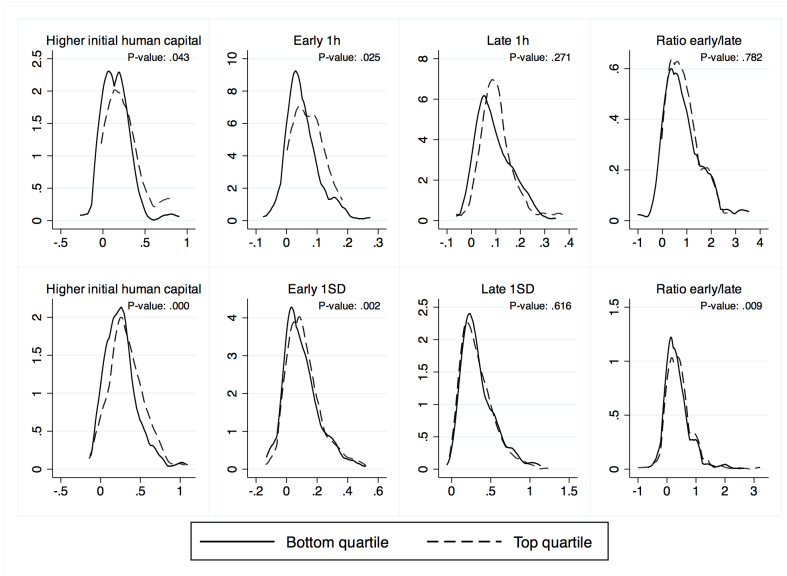 Higher initial human capital
P-value: .043
2.5
2
1.5
1
.5
0
-.5 0 .5 1
Early 1h
P-value: .025
10
8
6
4
2
0
-.1 0 .1 .2 .3
Late 1h
P-value: .271
8
6
4
2
0
-.1 0 .1 .2 .3 .4
Ratio early/late
P-value: .782
.6
.4
.2
0
-1 0 1 2 3 4
Higher initial human capital
P-value: .000
2
1.5
1
.5
0
-.5 0 .5 1
Early 1SD
P-value: .002
4
3
2
1
0
-.2 0 .2 .4 .6
Late 1SD
P-value: .616
2.5
2
1.5
1
.5
0
0 .5 1 1.5
Ratio early/late
P-value: .009
1.5
1
.5
0
-1 0 1 2 3
Bottom quartile Top quartile